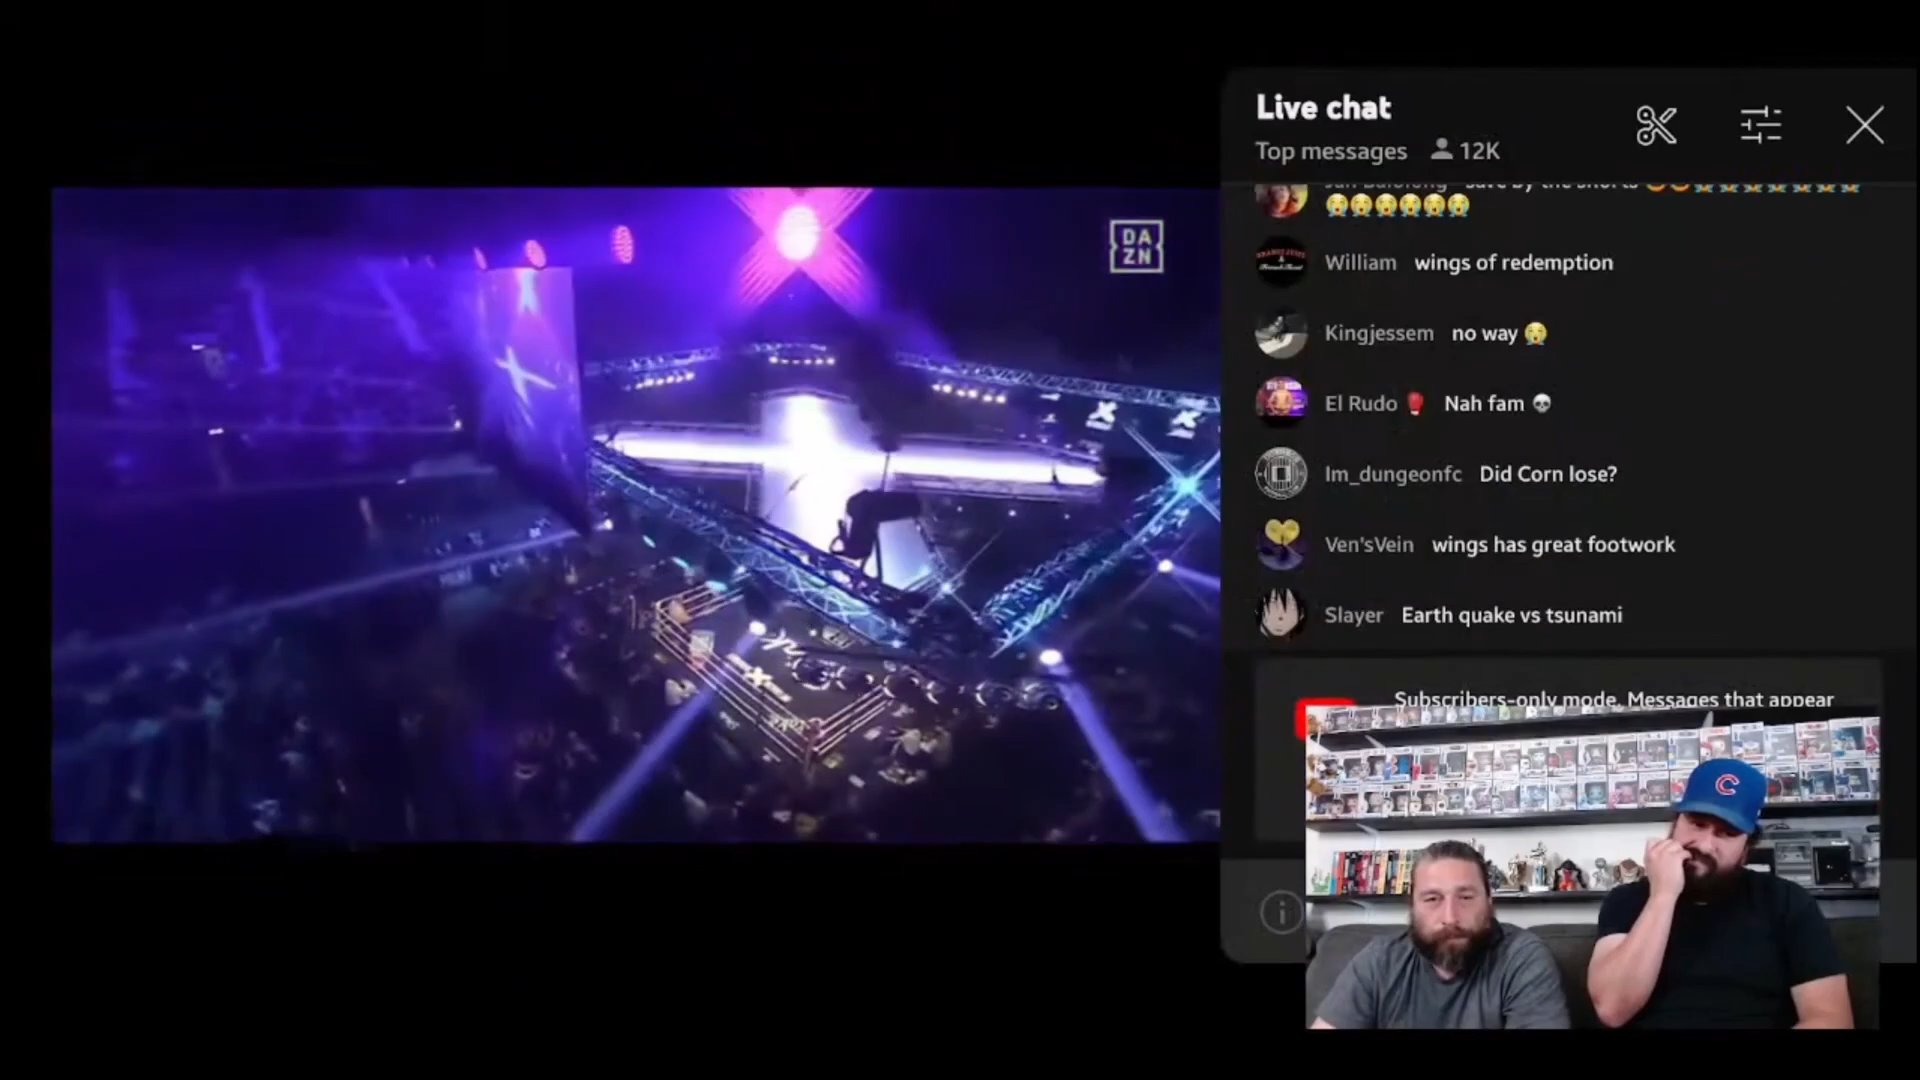 Live chat
Top messages 12K
DA
ZN
😭😭😭😭😭😭
William wings of redemption
Kingjessem no way 😭
El Rudo 🥊 Nah fam 💀
Im_dungeonfc Did Corn lose?
Ven'sVein wings has great footwork
Slayer Earth quake vs tsunami
Subscribers-only mode. Messages that appear
C